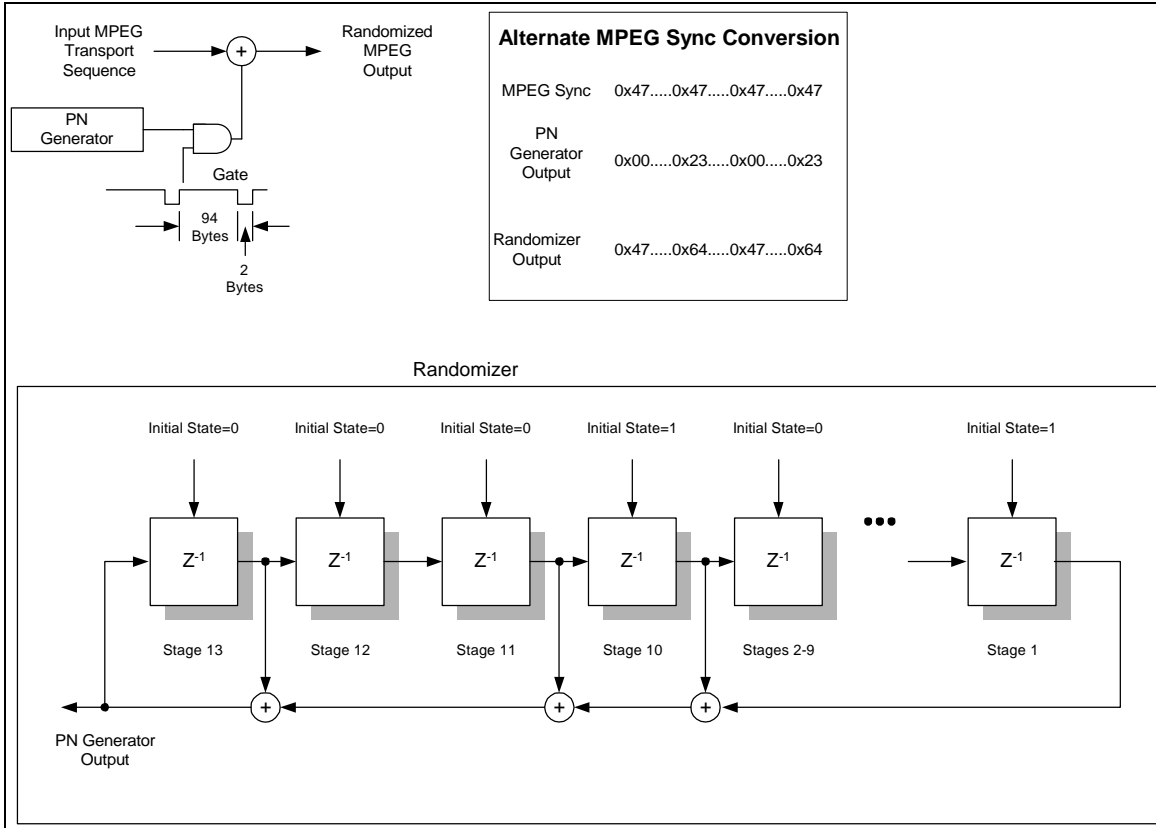 Input MPEG
Transport
Sequence
Randomized
MPEG
Output
+
PN
Generator
Gate
94
Bytes
2
Bytes
Alternate MPEG Sync Conversion
MPEG Sync 0x47.....0x47.....0x47.....0x47
PN
Generator
Output
0x00.....0x23.....0x00.....0x23
Randomizer
Output
0x47.....0x64.....0x47.....0x64
Randomizer
Initial State=0 Initial State=0 Initial State=0 Initial State=1 Initial State=0 Initial State=1
Z-1 Z-1 Z-1 Z-1 Z-1 Z-1
Stage 13 Stage 12 Stage 11 Stage 10 Stages 2-9 Stage 1
+ + +
PN Generator
Output